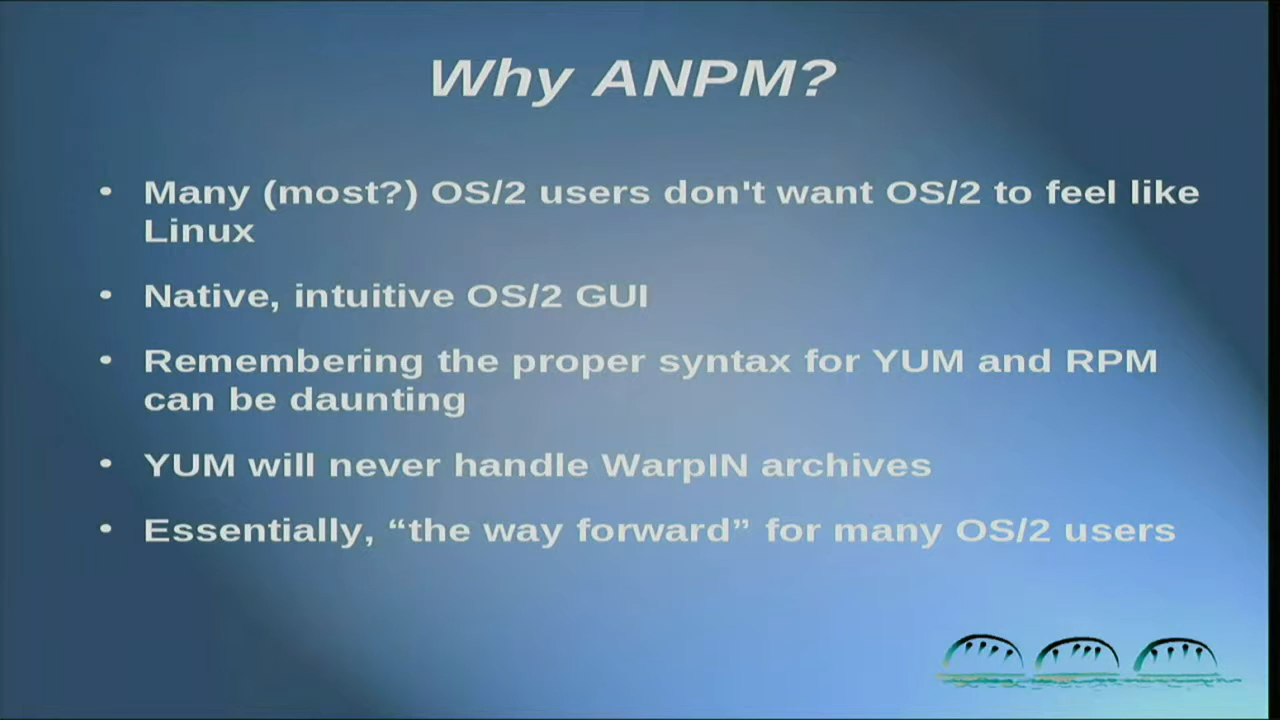 Why ANPM?
• Many (most?) OS/2 users don't want OS/2 to feel like
Linux
• Native, intuitive OS/2 GUI
• Remembering the proper syntax for YUM and RPM
can be daunting
• YUM will never handle WarpIN archives
• Essentially, “the way forward” for many OS/2 users